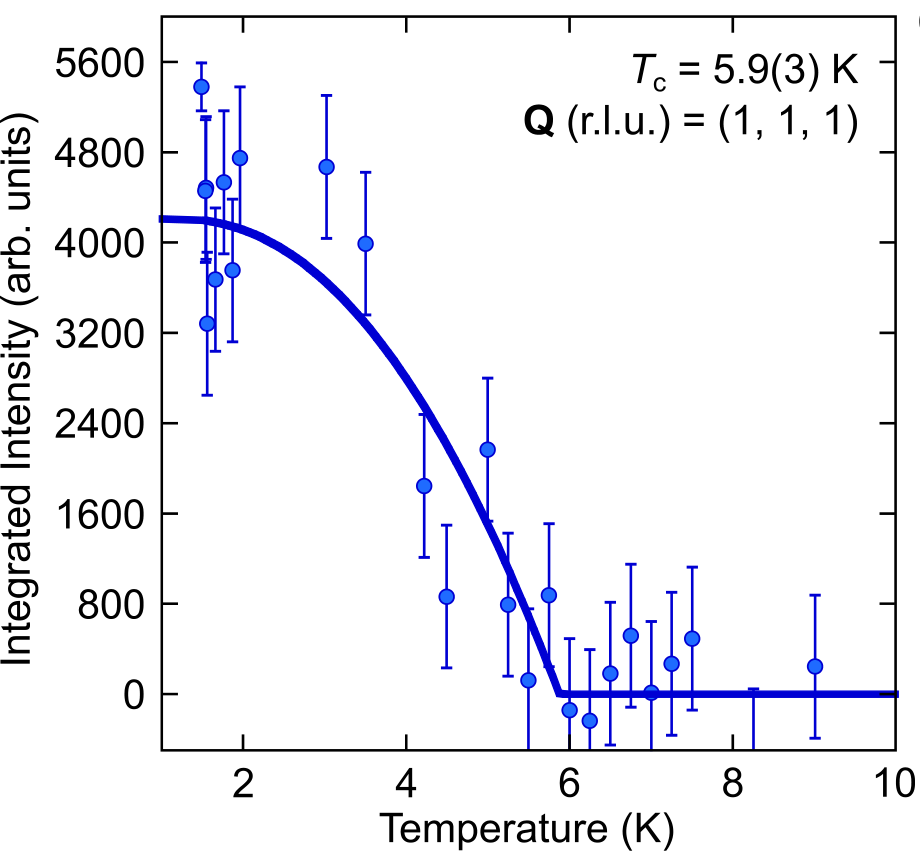 T_c = 5.9(3) K
Q (r.l.u.) = (1, 1, 1)
Integrated Intensity (arb. units)
5600
4800
4000
3200
2400
1600
800
0
2 4 6 8 10
Temperature (K)